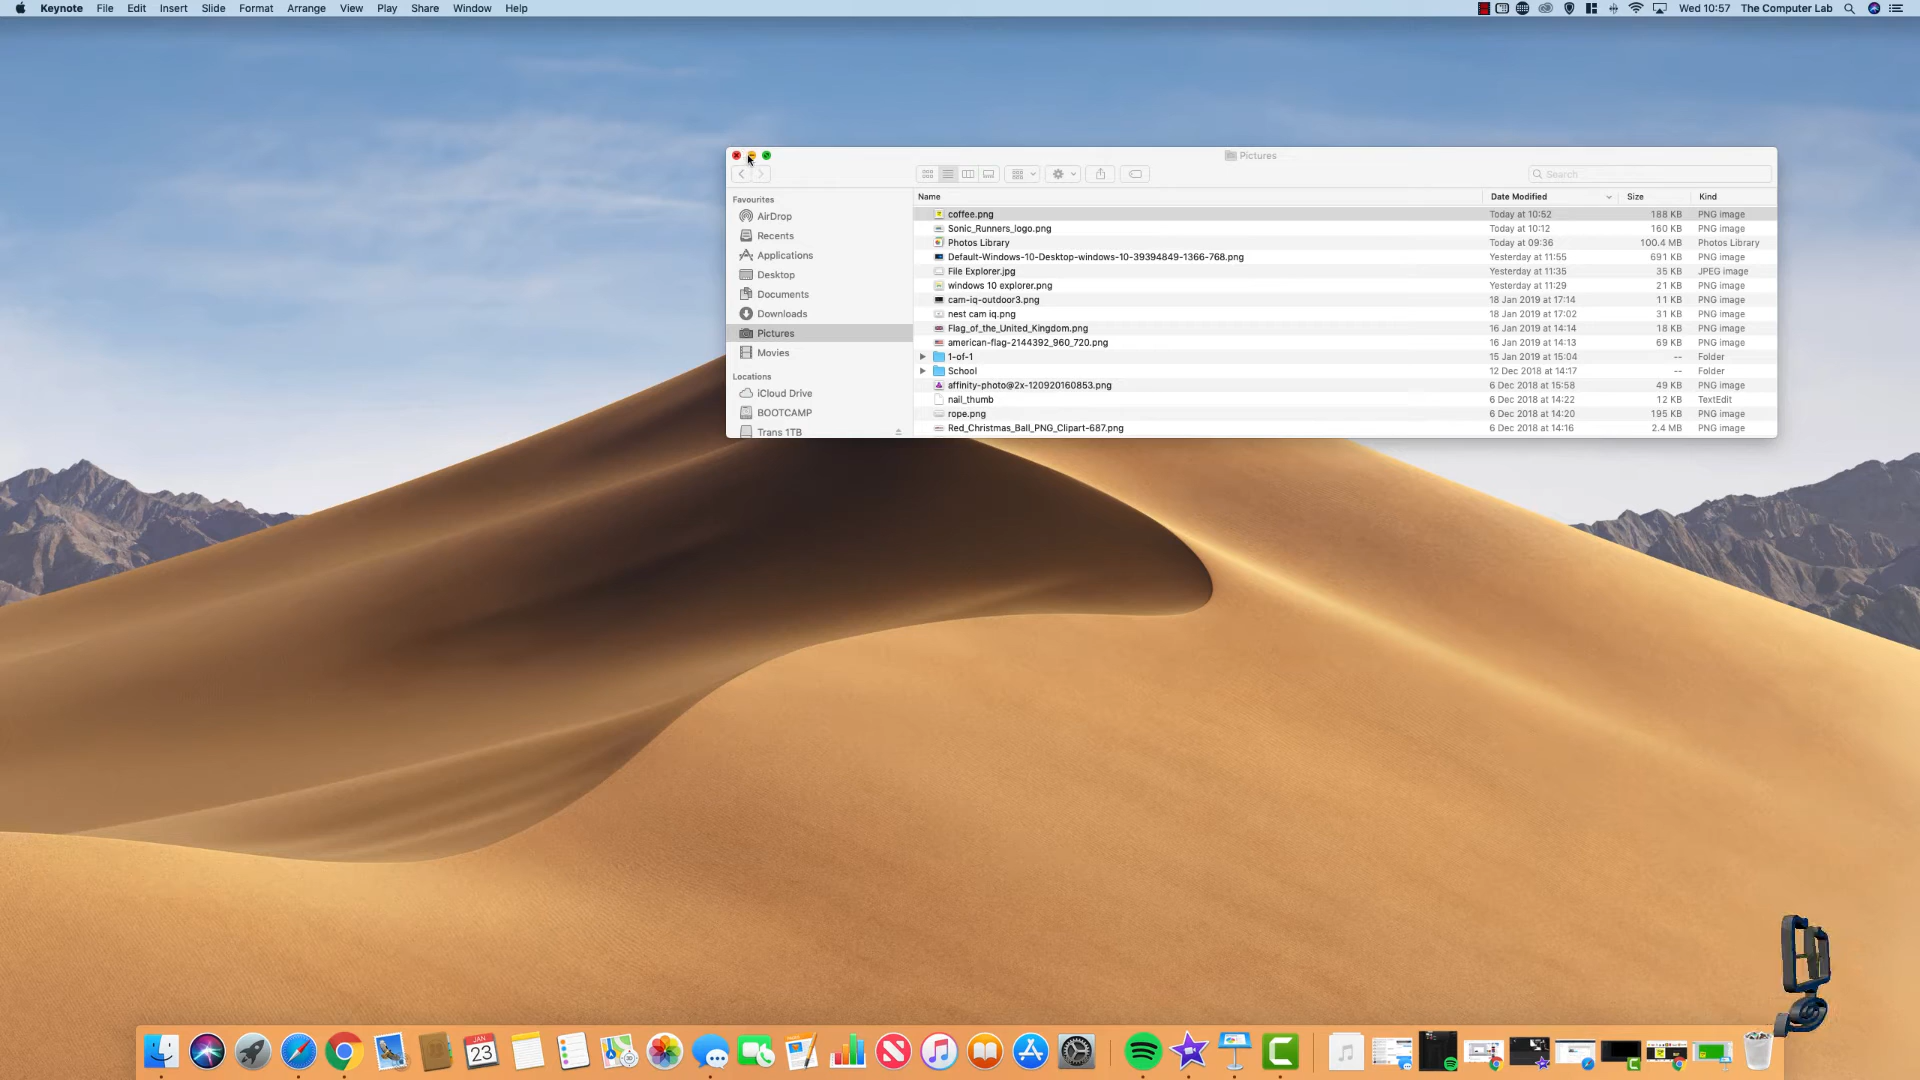 Keynote File Edit Insert Slide Format Arrange View Play Share Window Help Wed 10:57 The Computer Lab
Pictures
Search
Favourites
AirDrop
Recents
Applications
Desktop
Documents
Downloads
Pictures
Movies
Locations
iCloud Drive
BOOTCAMP
Trans 1TB
Name Date Modified Size Kind
coffee.png Today at 10:52 188 KB PNG image
Sonic_Runners_logo.png Today at 10:12 160 KB PNG image
Photos Library Today at 09:36 100.4 MB Photos Library
Default-Windows-10-Desktop-windows-10-39394849-1366-768.png Yesterday at 11:55 691 KB PNG image
File Explorer.jpg Yesterday at 11:35 35 KB JPEG image
windows 10 explorer.png Yesterday at 11:29 21 KB PNG image
cam-iq-outdoor3.png 18 Jan 2019 at 17:14 11 KB PNG image
nest cam iq.png 18 Jan 2019 at 17:02 31 KB PNG image
Flag_of_the_United_Kingdom.png 16 Jan 2019 at 14:14 18 KB PNG image
american-flag-2144392_960_720.png 16 Jan 2019 at 14:13 69 KB PNG image
1-of-1 15 Jan 2019 at 15:04 -- Folder
School 12 Dec 2018 at 14:17 -- Folder
affinity-photo@2x-120920160853.png 6 Dec 2018 at 15:58 49 KB PNG image
nail_thumb 6 Dec 2018 at 14:22 12 KB TextEdit
rope.png 6 Dec 2018 at 14:20 195 KB PNG image
Red_Christmas_Ball_PNG_Clipart-687.png 6 Dec 2018 at 14:16 2.4 MB PNG image
JAN
23